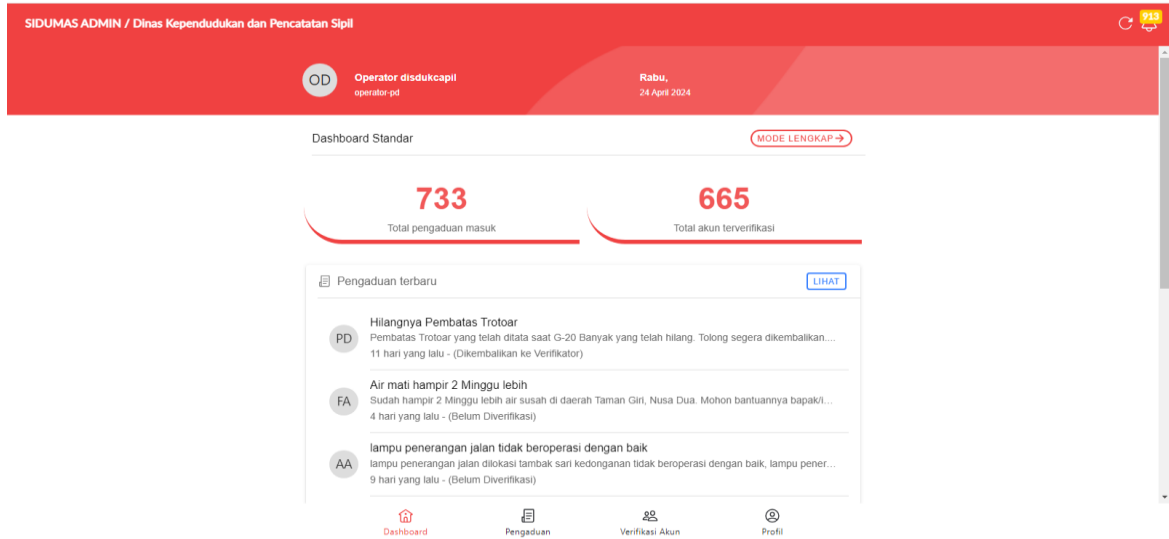 SIDUMAS ADMIN / Dinas Kependudukan dan Pencatatan Sipil
913
OD
Operator disdukcapil
operator-pd
Rabu,
24 April 2024
Dashboard Standar
MODE LENGKAP→
733
Total pengaduan masuk
665
Total akun terverifikasi
Pengaduan terbaru
LIHAT
PD
Hilangnya Pembatas Trotoar
Pembatas Trotoar yang telah ditata saat G-20 Banyak yang telah hilang. Tolong segera dikembalikan....
11 hari yang lalu - (Dikembalikan ke Verifikator)
FA
Air mati hampir 2 Minggu lebih
Sudah hampir 2 Minggu lebih air susah di daerah Taman Giri, Nusa Dua. Mohon bantuannya bapak/i...
4 hari yang lalu - (Belum Diverifikasi)
AA
lampu penerangan jalan tidak beroperasi dengan baik
lampu penerangan jalan dilokasi tambak sari kedonganan tidak beroperasi dengan baik, lampu pener...
9 hari yang lalu - (Belum Diverifikasi)
Dashboard
Pengaduan
Verifikasi Akun
Profil